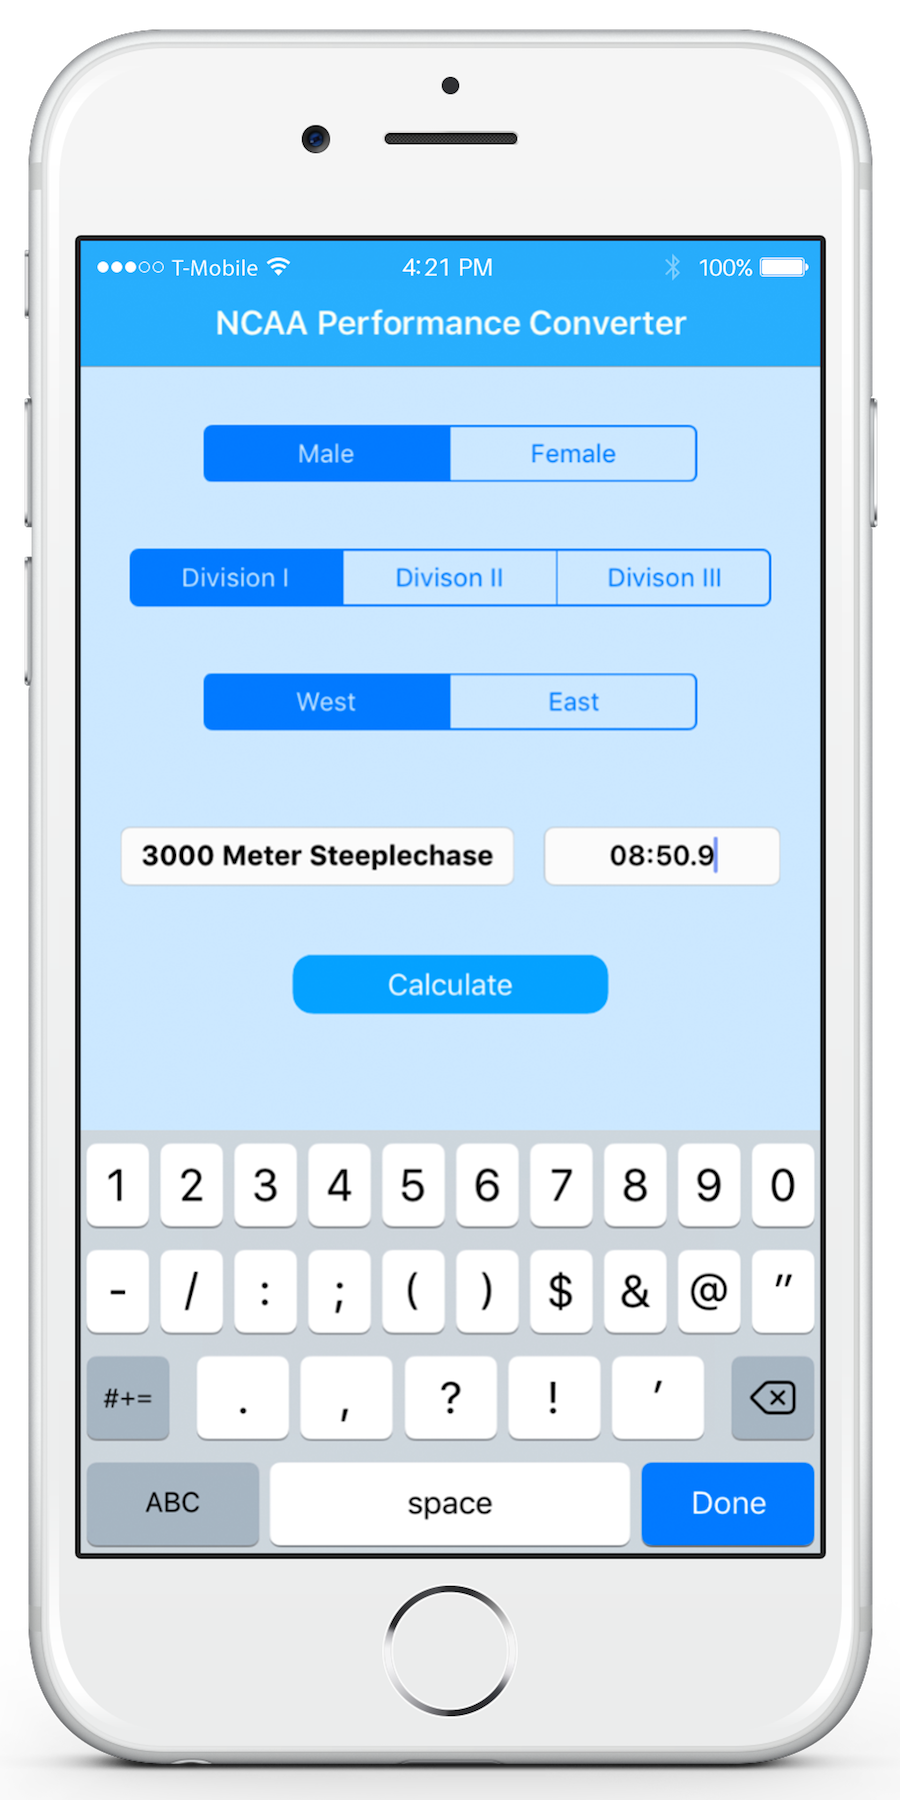 T-Mobile 4:21 PM 100%
NCAA Performance Converter
Male Female
Division I Divison II Divison III
West East
3000 Meter Steeplechase 08:50.9
Calculate
1 2 3 4 5 6 7 8 9 0
- / : ; ( ) $ & @ "
#+= . , ? ! '
ABC space Done